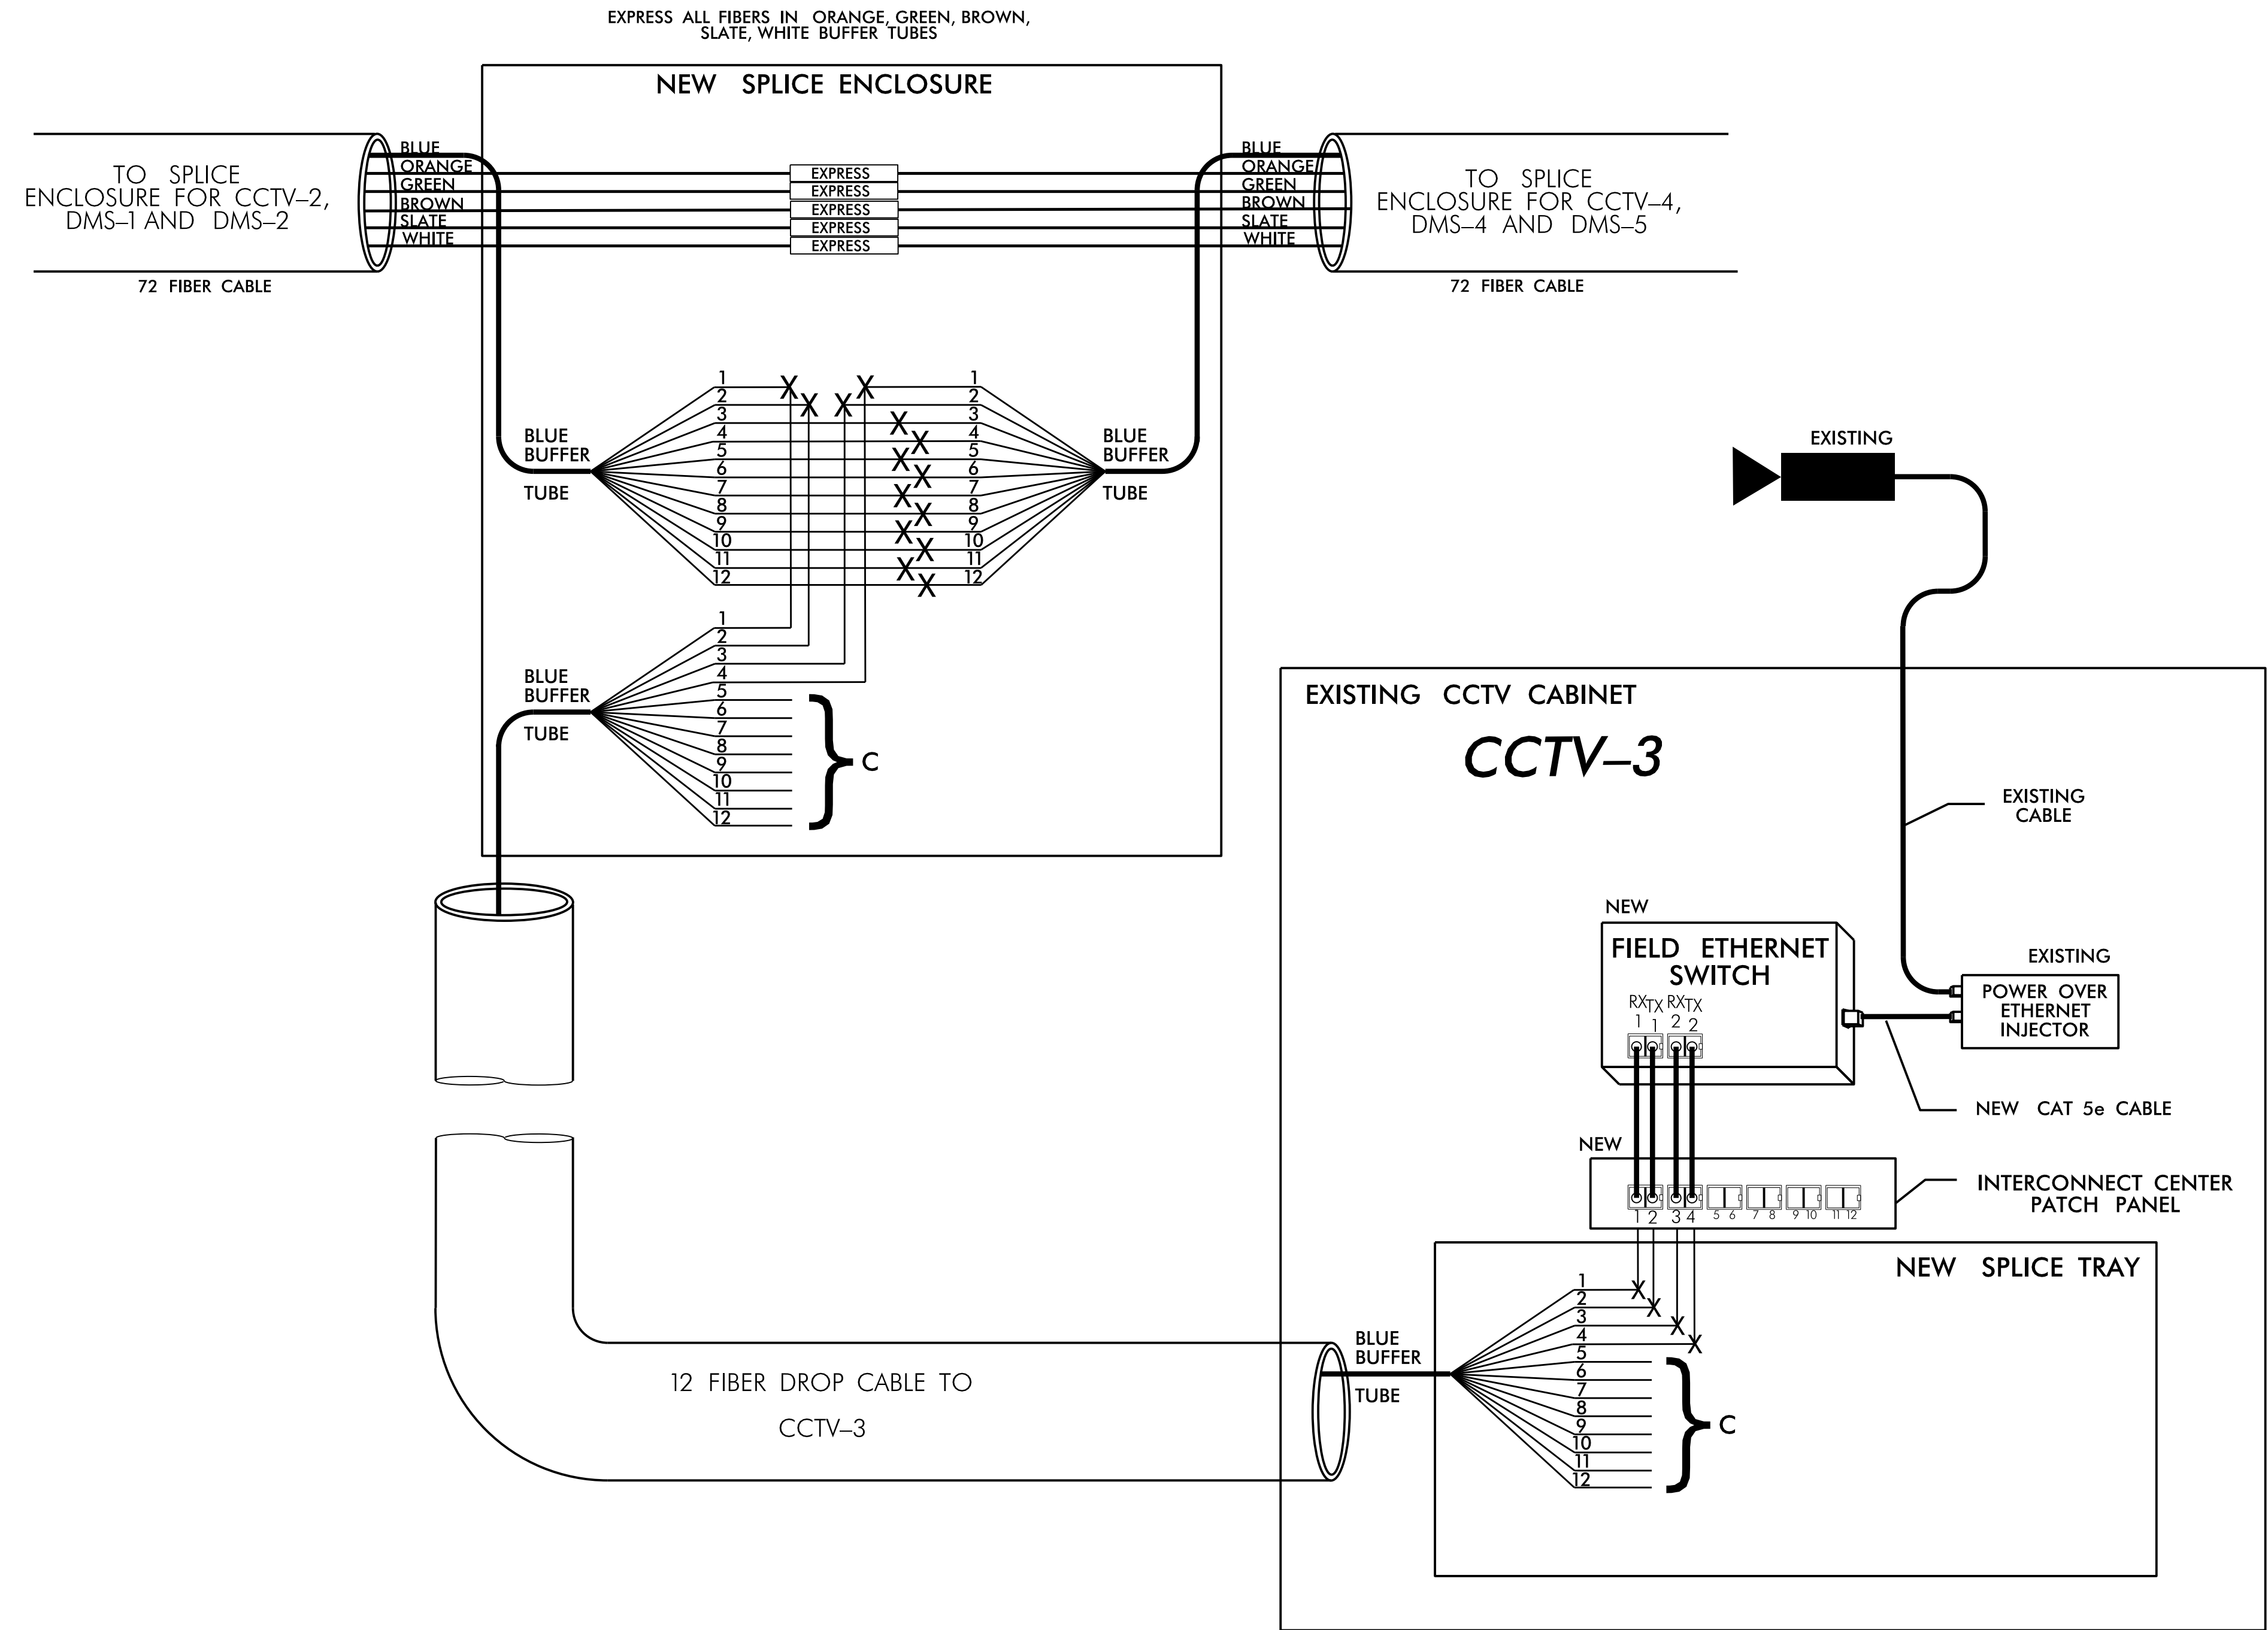 EXPRESS ALL FIBERS IN ORANGE, GREEN, BROWN,
SLATE, WHITE BUFFER TUBES
NEW SPLICE ENCLOSURE
TO SPLICE
ENCLOSURE FOR CCTV–2,
DMS–1 AND DMS–2
72 FIBER CABLE
BLUE
ORANGE
GREEN
BROWN
SLATE
WHITE
EXPRESS
EXPRESS
EXPRESS
EXPRESS
EXPRESS
BLUE
ORANGE
GREEN
BROWN
SLATE
WHITE
TO SPLICE
ENCLOSURE FOR CCTV–4,
DMS–4 AND DMS–5
72 FIBER CABLE
BLUE
BUFFER
TUBE
1
2
3
4
5
6
7
8
9
10
11
12
X X
X X
X
X
X
X
X
X
X
X
X
X
1
2
3
4
5
6
7
8
9
10
11
12
BLUE
BUFFER
TUBE
BLUE
BUFFER
TUBE
1
2
3
4
5
6
7
8
9
10
11
12
C
EXISTING
EXISTING CCTV CABINET
CCTV–3
EXISTING
CABLE
NEW
FIELD ETHERNET
SWITCH
RX TX RX TX
1 1 2 2
EXISTING
POWER OVER
ETHERNET
INJECTOR
NEW CAT 5e CABLE
NEW
1 2 3 4 5 6 7 8 9 10 11 12
INTERCONNECT CENTER
PATCH PANEL
NEW SPLICE TRAY
BLUE
BUFFER
TUBE
1
2
3
4
5
6
7
8
9
10
11
12
X
X
X
X
C
12 FIBER DROP CABLE TO
CCTV–3